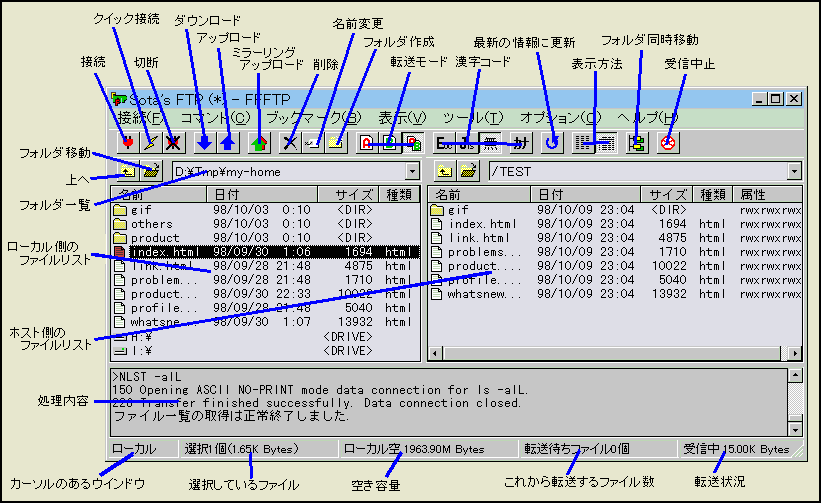 クイック接続
ダウンロード
名前変更
アップロード
フォルダ作成
最新の情報に更新
フォルダ同時移動
接続
切断
ミラーリング
アップロード
削除
転送モード
漢字コード
表示方法
受信中止
Sota's FTP (*) - FFFTP
接続(F) コマンド(C) ブックマーク(B) 表示(V) ツール(T) オプション(O) ヘルプ(H)
フォルダ移動
上へ
フォルダ一覧
D:¥Tmp¥my-home
/TEST
名前 日付 サイズ 種類
gif 98/10/03 0:10 <DIR>
others 98/10/03 0:10 <DIR>
product 98/10/03 0:10 <DIR>
index.html 98/09/30 1:06 1694 html
link.html 98/09/28 21:48 4875 html
problem... 98/09/28 21:48 1710 html
product... 98/09/30 22:33 10022 html
profile... 98/09/28 21:48 5040 html
whatsne... 98/09/30 1:07 13932 html
H:¥ <DRIVE>
I:¥ <DRIVE>
名前 日付 サイズ 種類 属性
gif 98/10/09 23:04 <DIR> rwxrwxrwx
index.html 98/10/09 23:04 1694 html rwxrwxrwx
link.html 98/10/09 23:04 4875 html rwxrwxrwx
problems... 98/10/09 23:04 1710 html rwxrwxrwx
product.... 98/10/09 23:04 10022 html rwxrwxrwx
profile.... 98/10/09 23:04 5040 html rwxrwxrwx
whatsnew... 98/10/09 23:04 13932 html rwxrwxrwx
ローカル側の
ファイルリスト
ホスト側の
ファイルリスト
処理内容
>NLST -alL
150 Opening ASCII NO-PRINT mode data connection for ls -alL.
226 Transfer finished successfully. Data connection closed.
ファイル一覧の取得は正常終了しました.
ローカル 選択1個(1.65K Bytes) ローカル空 1963.90M Bytes 転送待ちファイル0個 受信中 15.00K Bytes
カーソルのあるウインドウ
選択しているファイル
空き容量
これから転送するファイル数
転送状況